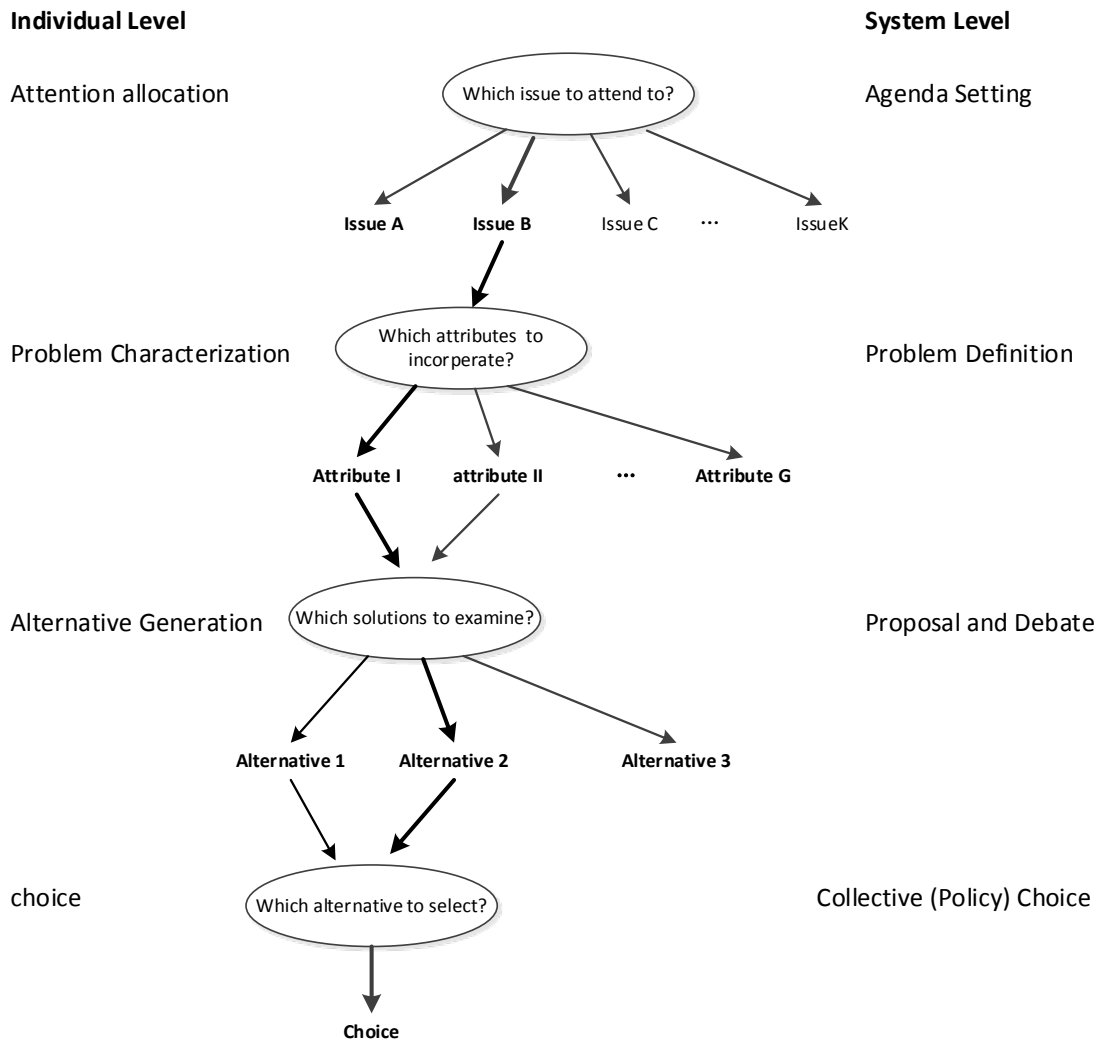 Individual Level
System Level
Attention allocation
Which issue to attend to?
Agenda Setting
Issue A
Issue B
Issue C
...
IssueK
Problem Characterization
Which attributes to
incorperate?
Problem Definition
Attribute I
attribute II
...
Attribute G
Alternative Generation
Which solutions to examine?
Proposal and Debate
Alternative 1
Alternative 2
Alternative 3
choice
Which alternative to select?
Collective (Policy) Choice
Choice